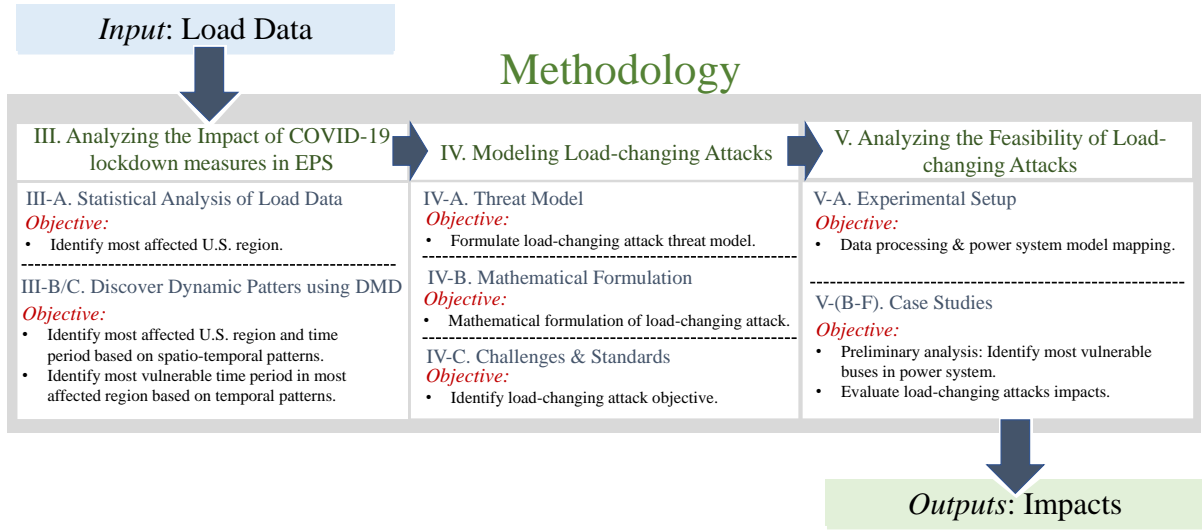 Input: Load Data
Methodology
III. Analyzing the Impact of COVID-19
lockdown measures in EPS
III-A. Statistical Analysis of Load Data
Objective:
• Identify most affected U.S. region.
III-B/C. Discover Dynamic Patters using DMD
Objective:
• Identify most affected U.S. region and time
period based on spatio-temporal patterns.
• Identify most vulnerable time period in most
affected region based on temporal patterns.
IV. Modeling Load-changing Attacks
IV-A. Threat Model
Objective:
• Formulate load-changing attack threat model.
IV-B. Mathematical Formulation
Objective:
• Mathematical formulation of load-changing attack.
IV-C. Challenges & Standards
Objective:
• Identify load-changing attack objective.
V. Analyzing the Feasibility of Load-
changing Attacks
V-A. Experimental Setup
Objective:
• Data processing & power system model mapping.
V-(B-F). Case Studies
Objective:
• Preliminary analysis: Identify most vulnerable
buses in power system.
• Evaluate load-changing attacks impacts.
Outputs: Impacts